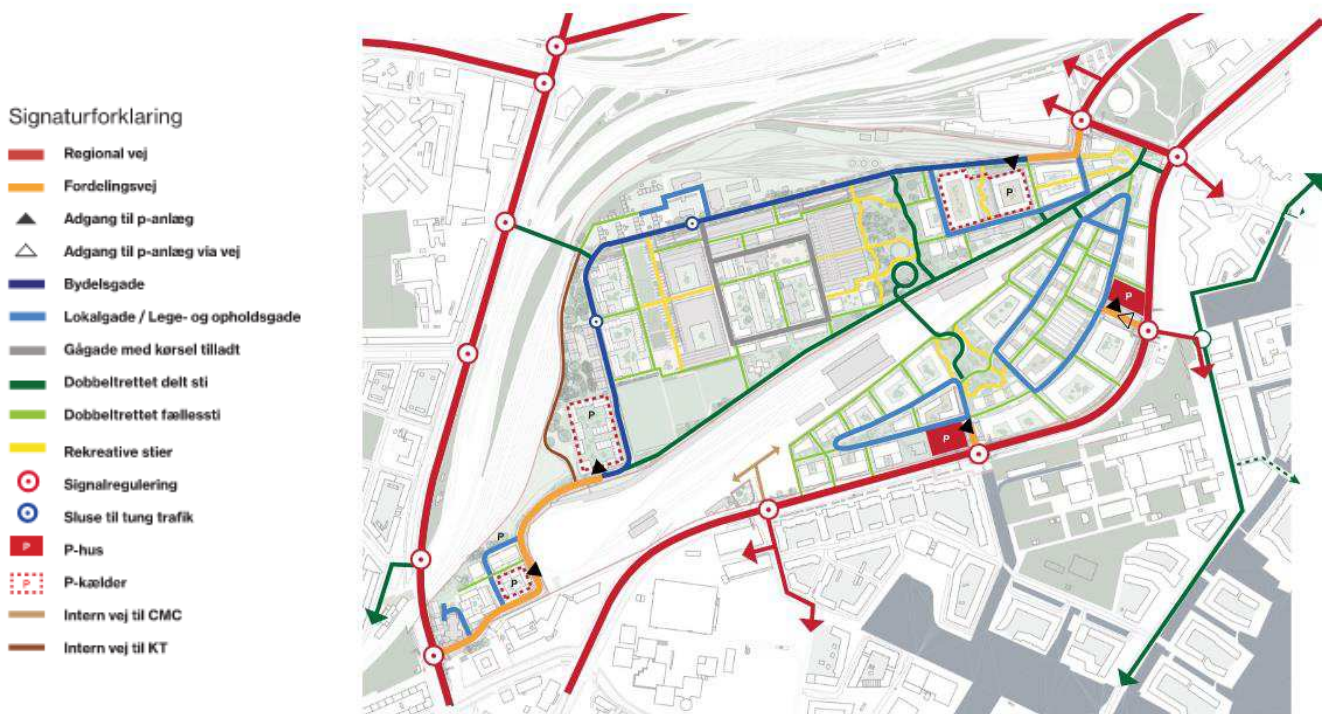 Signaturforklaring
Regional vej
Fordelingsvej
Adgang til p-anlæg
Adgang til p-anlæg via vej
Bydelsgade
Lokalgade / Lege- og opholdsgade
Gågade med kørsel tilladt
Dobbeltrettet delt sti
Dobbeltrettet fællessti
Rekreative stier
Signalregulering
Sluse til tung trafik
P P-hus
P P-kælder
Intern vej til CMC
Intern vej til KT
P
P
P
P
P
P